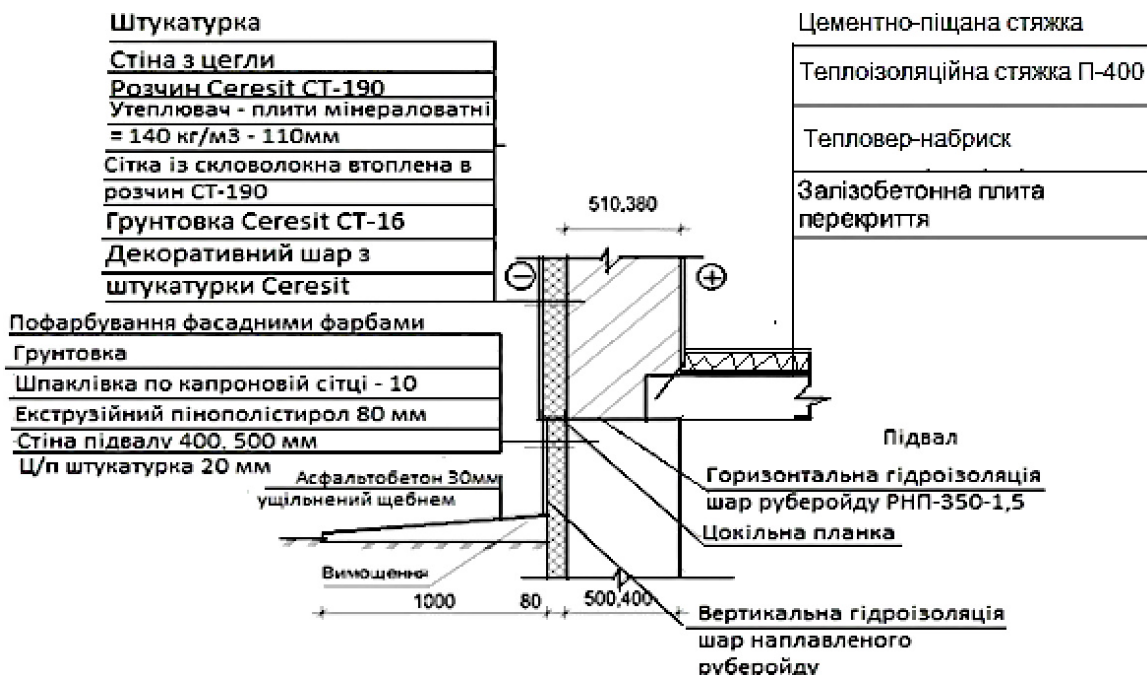 Штукатурка
Стіна з цегли
Розчин Ceresit СТ-190
Утеплювач - плити мінераловатні
= 140 кг/м3 - 110мм
Сітка із скловолокна втоплена в
розчин СТ-190
Грунтовка Ceresit СТ-16
Декоративний шар з
штукатурки Ceresit
Пофарбування фасадними фарбами
Грунтовка
Шпаклівка по капроновій сітці - 10
Екструзійний пінополістирол 80 мм
Стіна підвалу 400, 500 мм
Ц/п штукатурка 20 мм
Асфальтобетон 30мм
ущільнений щебнем
Вимощення
1000
80
500,400
510,380
Цементно-піщана стяжка
Теплоізоляційна стяжка П-400
Тепловер-набриск
Залізобетонна плита
перекриття
Підвал
Горизонтальна гідроізоляція
шар руберойду РНП-350-1,5
Цокільна планка
Вертикальна гідроізоляція
шар наплавленого
руберойду